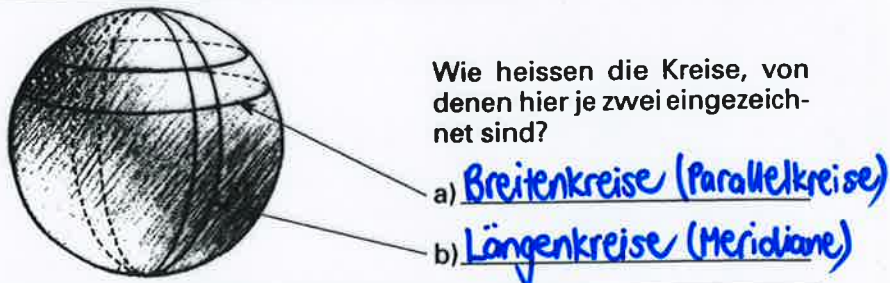 Wie heissen die Kreise, von
denen hier je zwei eingezeich-
net sind?
a) Breitenkreise (Parallelkreise)
b) Längenkreise (Meridiane)